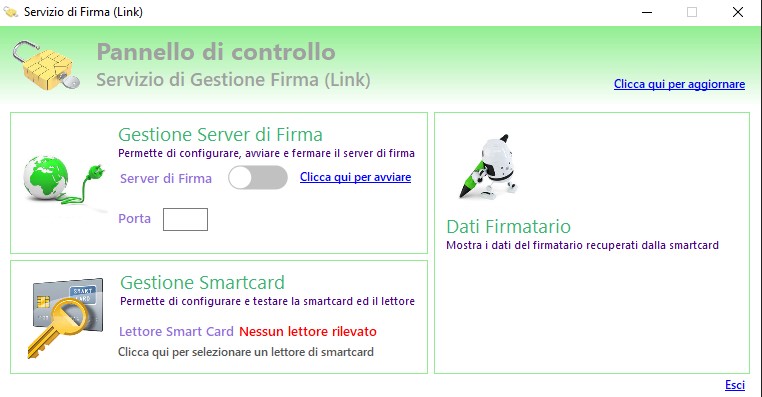 Servizio di Firma (Link)
Pannello di controllo
Servizio di Gestione Firma (Link)
Clicca qui per aggiornare
Gestione Server di Firma
Permette di configurare, avviare e fermare il server di firma
Server di Firma
Clicca qui per avviare
Porta
SMART CARD
Gestione Smartcard
Permette di configurare e testare la smartcard ed il lettore
Lettore Smart Card Nessun lettore rilevato
Clicca qui per selezionare un lettore di smartcard
Dati Firmatario
Mostra i dati del firmatario recuperati dalla smartcard
Esci